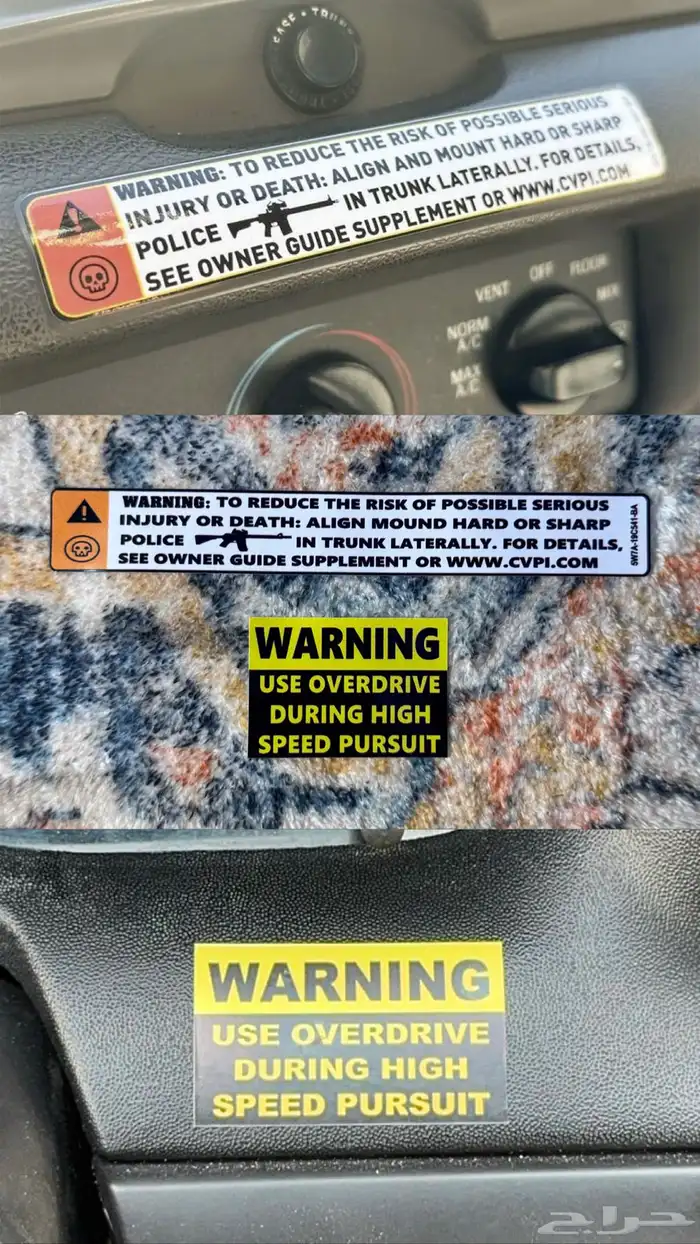 EASE • TRUNK
WARNING: TO REDUCE THE RISK OF POSSIBLE SERIOUS
INJURY OR DEATH: ALIGN AND MOUNT HARD OR SHARP
POLICE IN TRUNK LATERALLY. FOR DETAILS,
SEE OWNER GUIDE SUPPLEMENT OR WWW.CVPI.COM
VENT OFF FLOOR
MIX
NORM
A/C
MAX
A/C
WARNING: TO REDUCE THE RISK OF POSSIBLE SERIOUS
INJURY OR DEATH: ALIGN MOUND HARD OR SHARP
POLICE IN TRUNK LATERALLY. FOR DETAILS,
SEE OWNER GUIDE SUPPLEMENT OR WWW.CVPI.COM
5W7A-19C541-BA
WARNING
USE OVERDRIVE
DURING HIGH
SPEED PURSUIT
WARNING
USE OVERDRIVE
DURING HIGH
SPEED PURSUIT
حراج